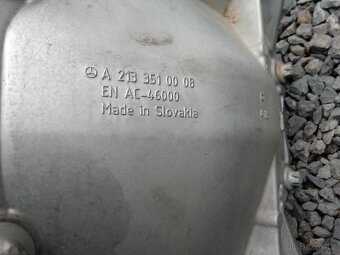 A 213 351 00 08
EN AC-46000
Made in Slovakia